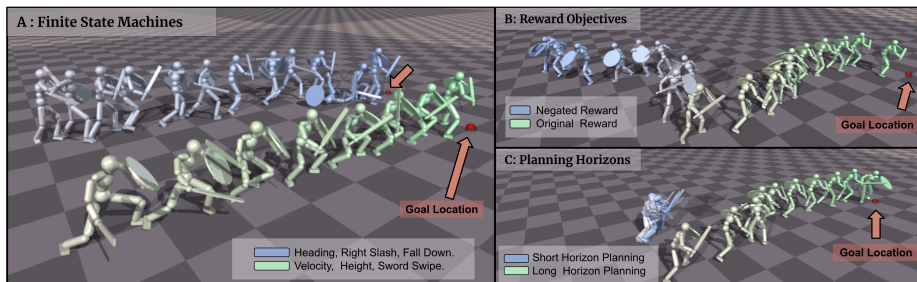 A : Finite State Machines
Goal Location
Heading, Right Slash, Fall Down.
Velocity, Height, Sword Swipe.
B: Reward Objectives
Negated Reward
Original Reward
Goal Location
C: Planning Horizons
Short Horizon Planning
Long Horizon Planning
Goal Location